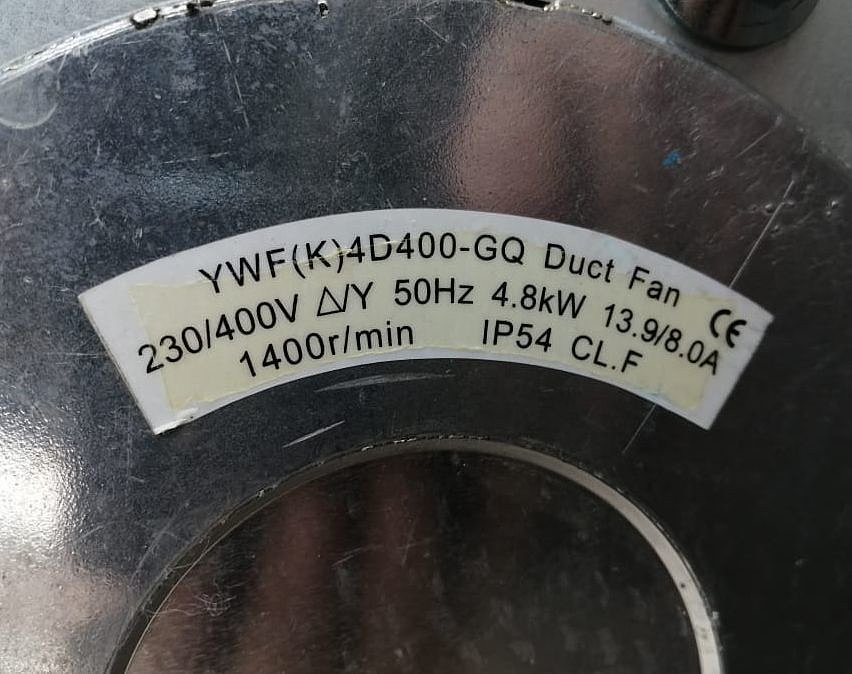 YWF(K)4D400-GQ Duct Fan
230/400V Δ/Y 50Hz 4.8kW 13.9/8.0A CE
1400r/min IP54 CL.F